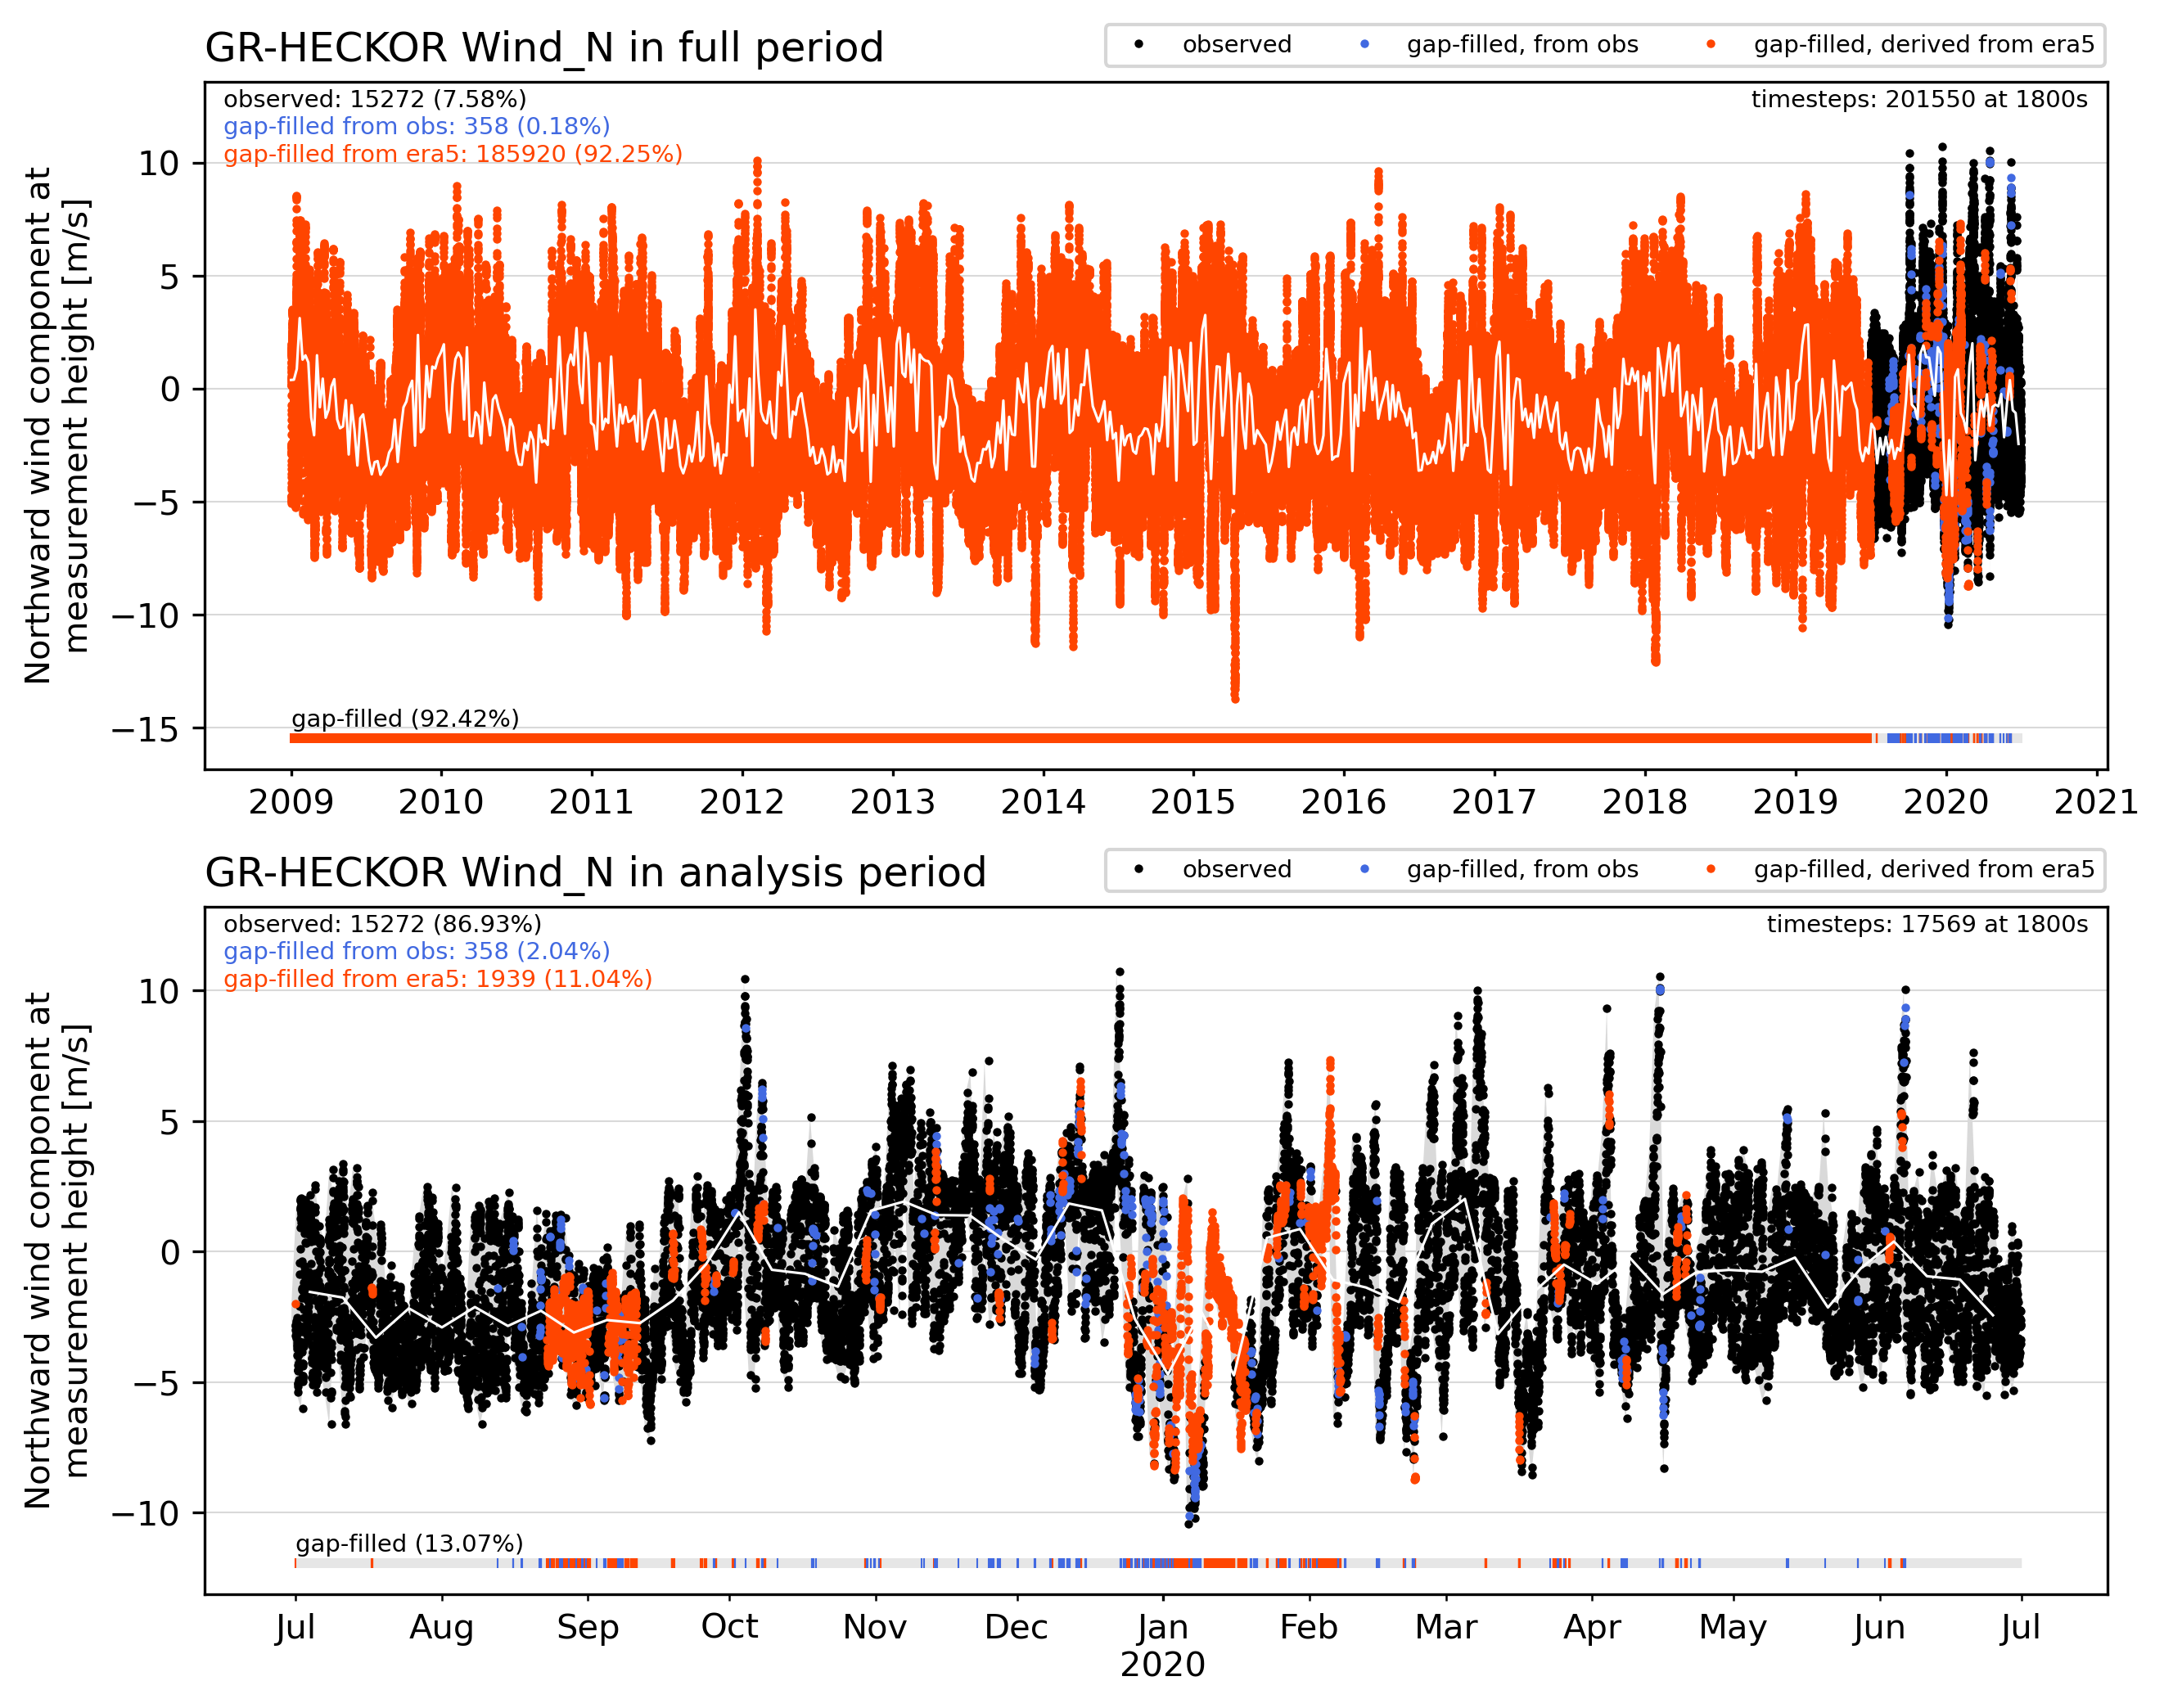 GR-HECKOR Wind_N in full period
observed
gap-filled, from obs
gap-filled, derived from era5
observed: 15272 (7.58%)
gap-filled from obs: 358 (0.18%)
gap-filled from era5: 185920 (92.25%)
timesteps: 201550 at 1800s
Northward wind component at
measurement height [m/s]
10
5
0
−5
−10
−15
gap-filled (92.42%)
2009 2010 2011 2012 2013 2014 2015 2016 2017 2018 2019 2020 2021
GR-HECKOR Wind_N in analysis period
observed
gap-filled, from obs
gap-filled, derived from era5
observed: 15272 (86.93%)
gap-filled from obs: 358 (2.04%)
gap-filled from era5: 1939 (11.04%)
timesteps: 17569 at 1800s
Northward wind component at
measurement height [m/s]
10
5
0
−5
−10
gap-filled (13.07%)
Jul Aug Sep Oct Nov Dec Jan Feb Mar Apr May Jun Jul
2020